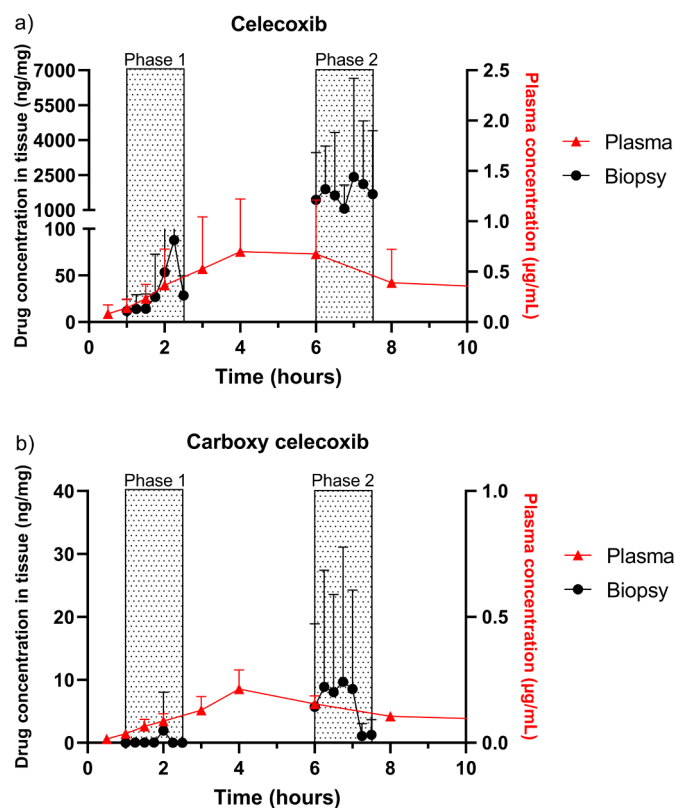 a)
Celecoxib
Phase 1
Phase 2
Drug concentration in tissue (ng/mg)
7000
5500
4000
2500
1000
100
50
0
2.5
2.0
1.5
1.0
0.5
0.0
Plasma concentration (μg/mL)
Plasma
Biopsy
0 2 4 6 8 10
Time (hours)
b)
Carboxy celecoxib
Phase 1
Phase 2
Drug concentration in tissue (ng/mg)
40
30
20
10
0
1.0
0.5
0.0
Plasma concentration (μg/mL)
Plasma
Biopsy
0 2 4 6 8 10
Time (hours)